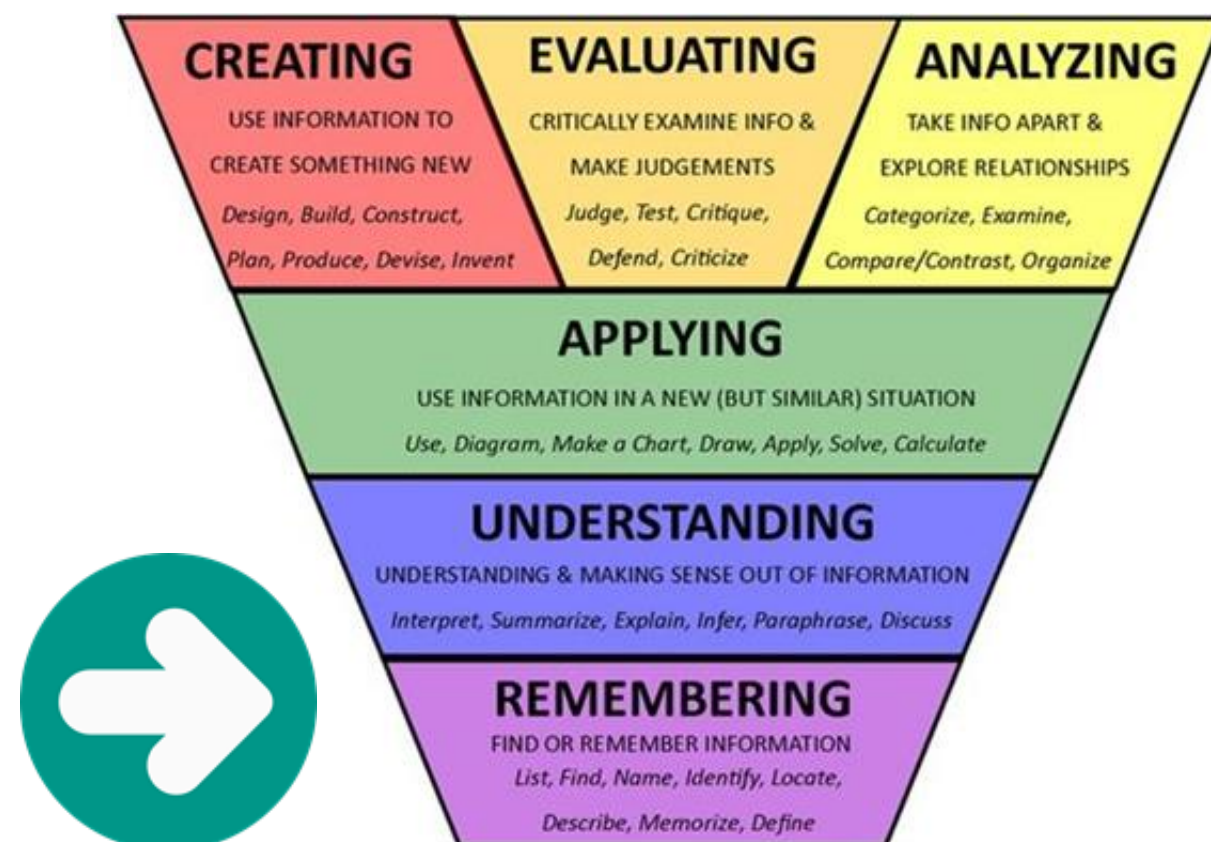 CREATING
USE INFORMATION TO
CREATE SOMETHING NEW
Design, Build, Construct,
Plan, Produce, Devise, Invent
EVALUATING
CRITICALLY EXAMINE INFO &
MAKE JUDGEMENTS
Judge, Test, Critique,
Defend, Criticize
ANALYZING
TAKE INFO APART &
EXPLORE RELATIONSHIPS
Categorize, Examine,
Compare/Contrast, Organize
APPLYING
USE INFORMATION IN A NEW (BUT SIMILAR) SITUATION
Use, Diagram, Make a Chart, Draw, Apply, Solve, Calculate
UNDERSTANDING
UNDERSTANDING & MAKING SENSE OUT OF INFORMATION
Interpret, Summarize, Explain, Infer, Paraphrase, Discuss
REMEMBERING
FIND OR REMEMBER INFORMATION
List, Find, Name, Identify, Locate,
Describe, Memorize, Define